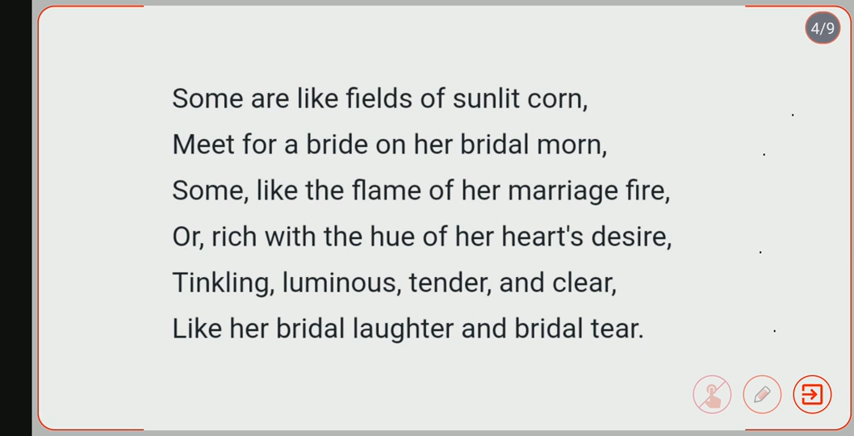 4/9
Some are like fields of sunlit corn,
Meet for a bride on her bridal morn,
Some, like the flame of her marriage fire,
Or, rich with the hue of her heart's desire,
Tinkling, luminous, tender, and clear,
Like her bridal laughter and bridal tear.